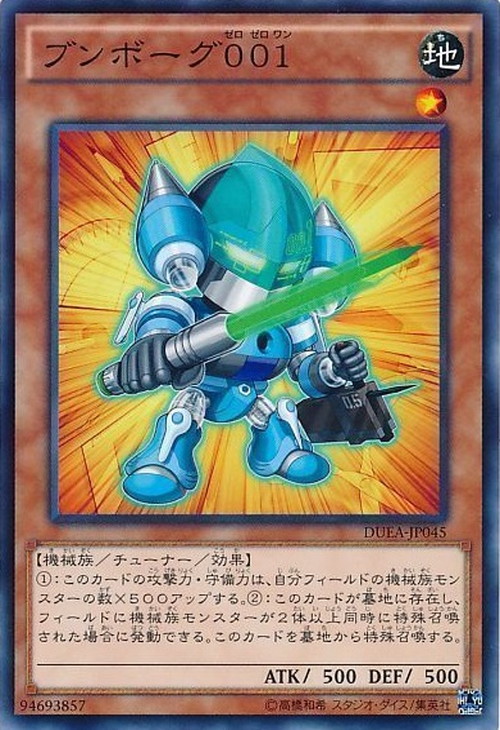 ゼロ ゼロ ワン
ブンボーグ001
ち
地
0.5
DUEA-JP045
【機械族／チューナー／効果】
①：このカードの攻撃力・守備力は、自分フィールドの機械族モン
スターの数×500アップする。②：このカードが墓地に存在し、
フィールドに機械族モンスターが２体以上同時に特殊召喚
された場合に発動できる。このカードを墓地から特殊召喚する。
ATK/ 500 DEF/ 500
94693857
©高橋和希 スタジオ・ダイス/集英社